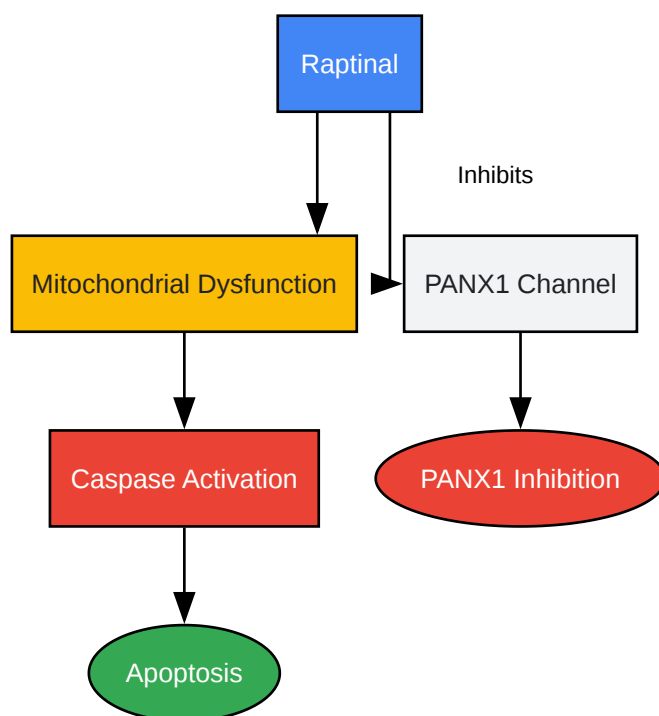 Raptinal
Inhibits
Mitochondrial Dysfunction
PANX1 Channel
Caspase Activation
PANX1 Inhibition
Apoptosis